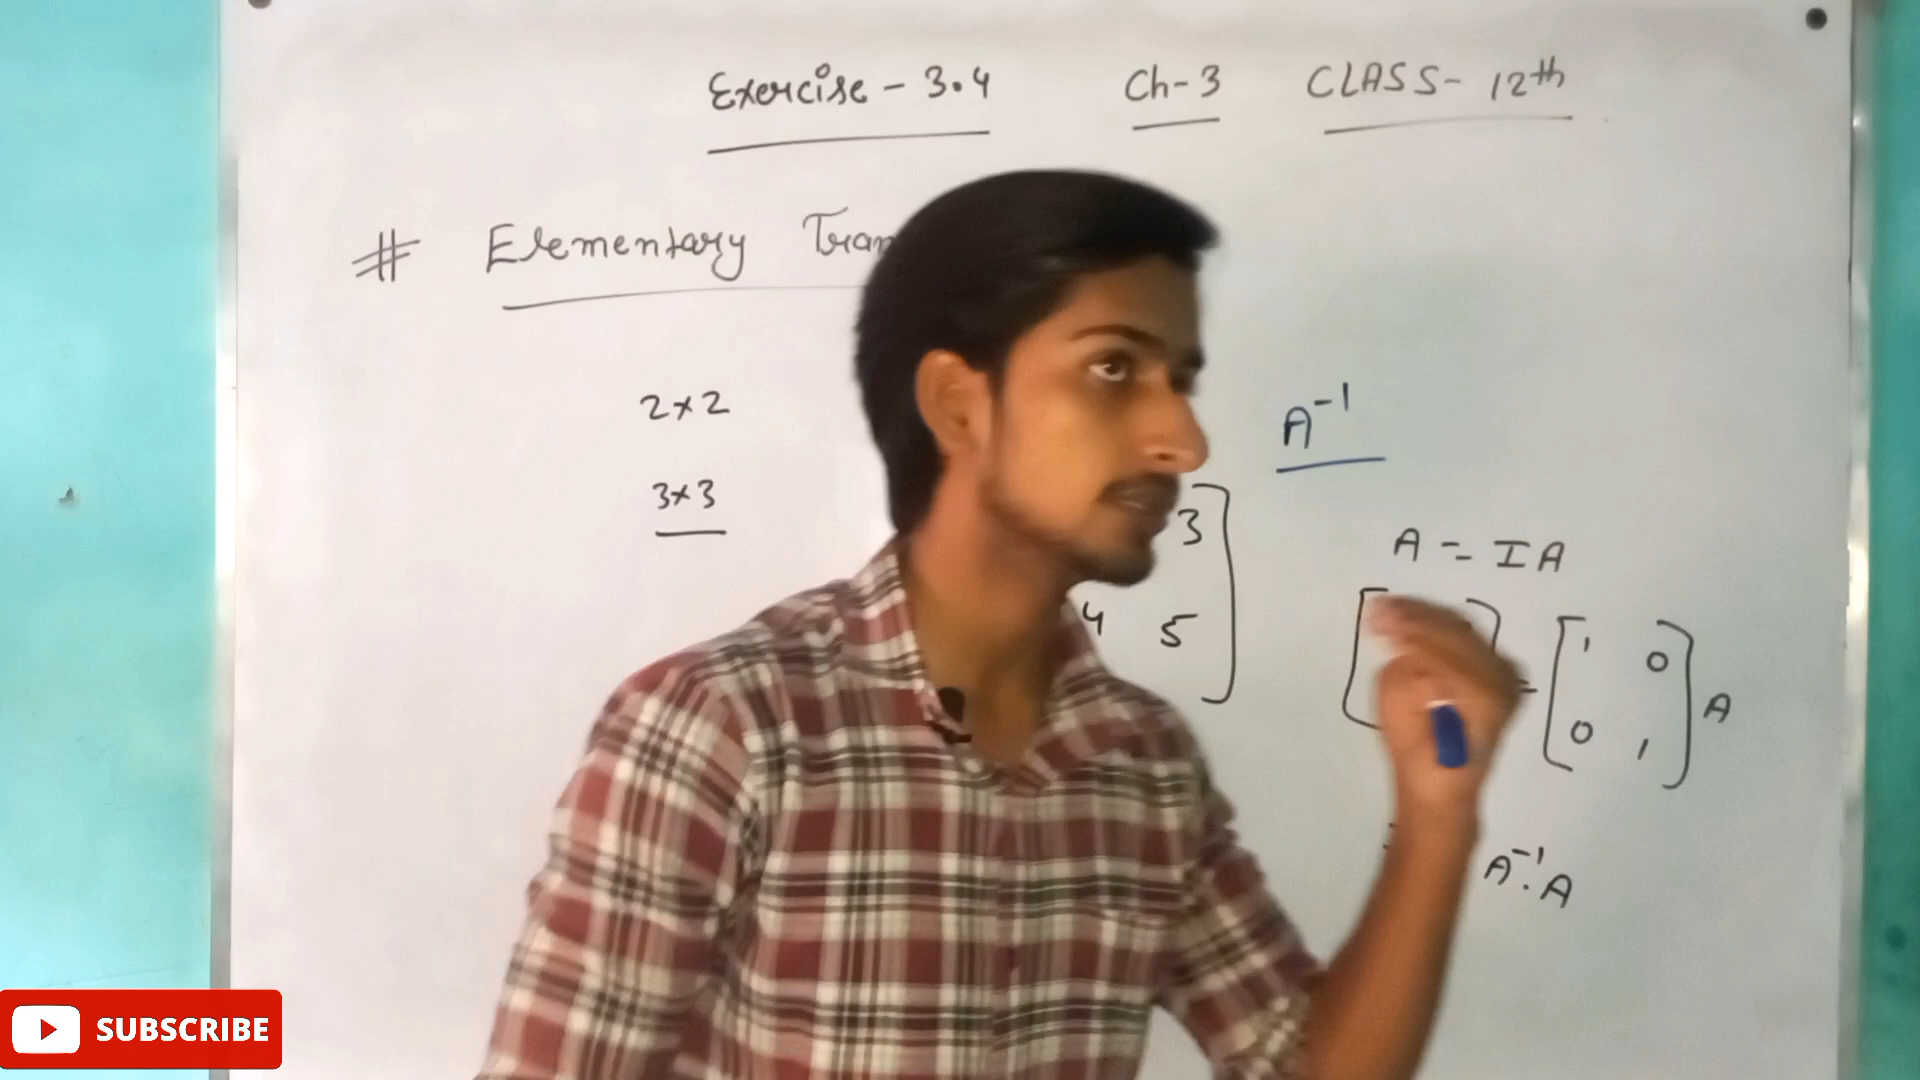 Exercise - 3.4 Ch-3 CLASS- 12th
# Elementary
2×2
A⁻¹
3×3
3
A = IA
4 5
= [1 0
0 1] A
A⁻¹.A
SUBSCRIBE